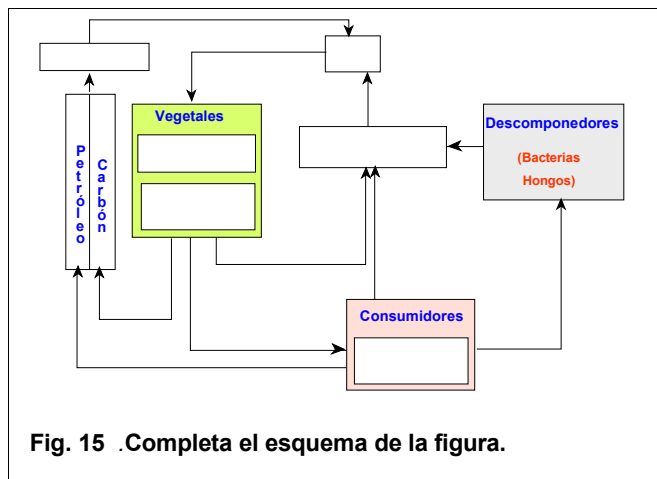 Vegetales
Descomponedores
(Bacterias
Hongos)
Petróleo
Carbón
Consumidores
Fig. 15 .Completa el esquema de la figura.